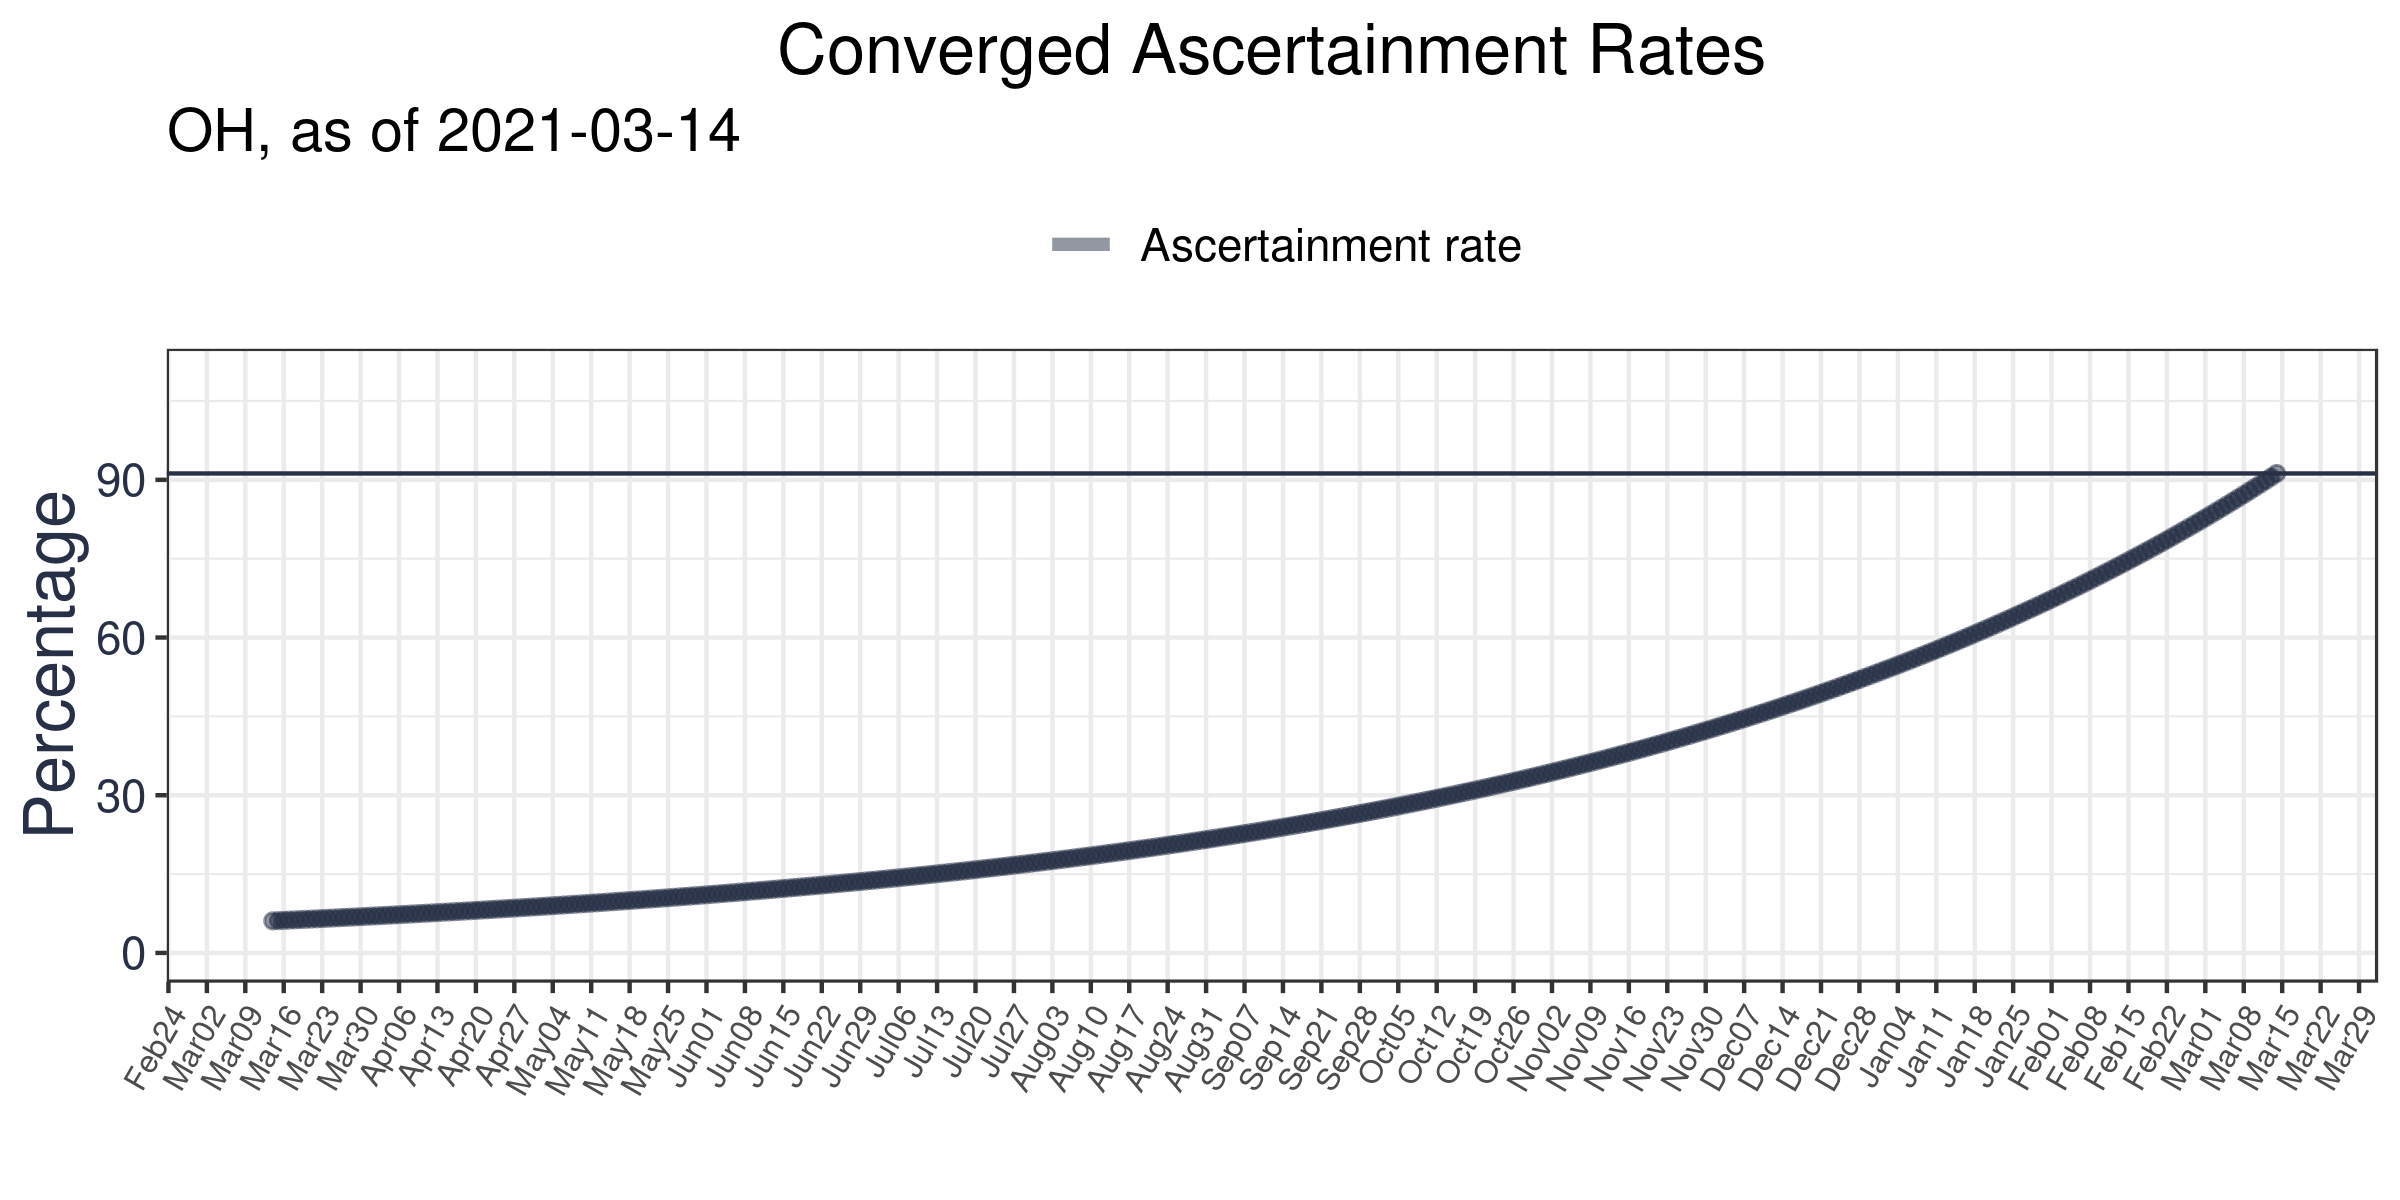 Converged Ascertainment Rates
OH, as of 2021-03-14
Ascertainment rate
Percentage
90
60
30
0
Feb24
Mar02
Mar09
Mar16
Mar23
Mar30
Apr06
Apr13
Apr20
Apr27
May04
May11
May18
May25
Jun01
Jun08
Jun15
Jun22
Jun29
Jul06
Jul13
Jul20
Jul27
Aug03
Aug10
Aug17
Aug24
Aug31
Sep07
Sep14
Sep21
Sep28
Oct05
Oct12
Oct19
Oct26
Nov02
Nov09
Nov16
Nov23
Nov30
Dec07
Dec14
Dec21
Dec28
Jan04
Jan11
Jan18
Jan25
Feb01
Feb08
Feb15
Feb22
Mar01
Mar08
Mar15
Mar22
Mar29